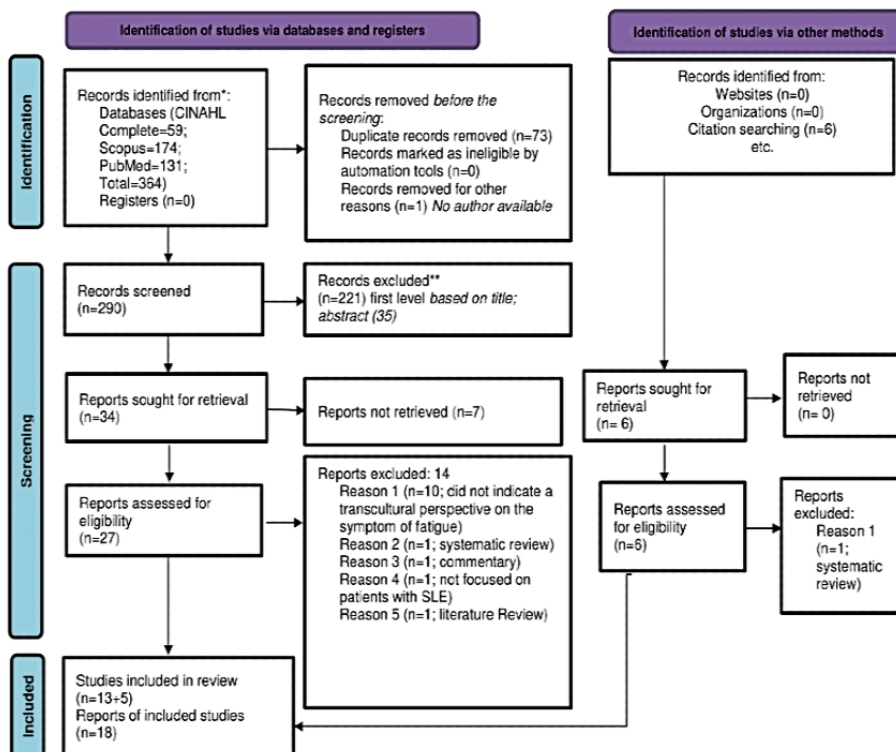 Identification of studies via databases and registers
Identification of studies via other methods
Identification
Records identified from*:
Databases (CINAHL
Complete=59;
Scopus=174;
PubMed=131;
Total=364)
Registers (n=0)
Records removed before the
screening:
Duplicate records removed (n=73)
Records marked as ineligible by
automation tools (n=0)
Records removed for other
reasons (n=1) No author available
Records identified from:
Websites (n=0)
Organizations (n=0)
Citation searching (n=6)
etc.
Screening
Records screened
(n=290)
Records excluded**
(n=221) first level based on title;
abstract (35)
Reports sought for retrieval
(n=34)
Reports not retrieved (n=7)
Reports sought for
retrieval
(n= 6)
Reports not
retrieved
(n= 0)
Reports assessed for
eligibility
(n=27)
Reports excluded: 14
Reason 1 (n=10; did not indicate a
transcultural perspective on the
symptom of fatigue)
Reason 2 (n=1; systematic review)
Reason 3 (n=1; commentary)
Reason 4 (n=1; not focused on
patients with SLE)
Reason 5 (n=1; literature Review)
Reports assessed
for eligibility
(n=6)
Reports
excluded:
Reason 1
(n=1;
systematic
review)
Included
Studies included in review
(n=13+5)
Reports of included studies
(n=18)